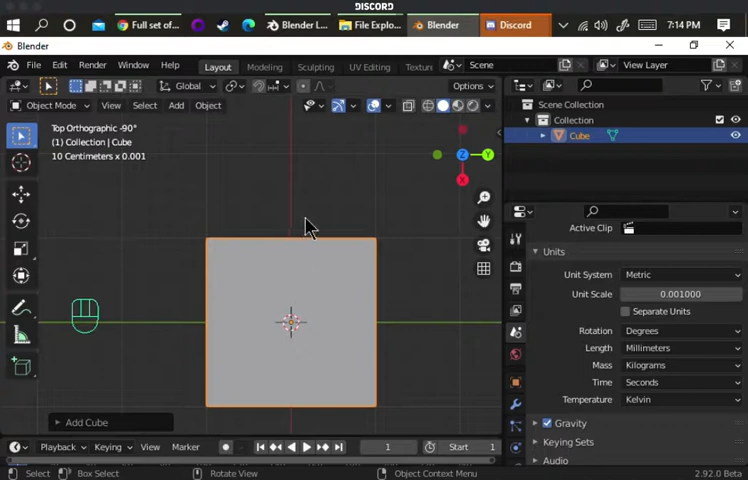 DISCORD
Full set of...
Blender L...
File Explo...
Blender
Discord
7:14 PM
Blender
File Edit Render Window Help Layout Modeling Sculpting UV Editing Textur Scene View Layer
Global Options
Object Mode View Select Add Object
Top Orthographic -90°
(1) Collection | Cube
10 Centimeters x 0.001
Z Y X
Add Cube
Scene Collection
Collection
Cube
Active Clip
Units
Unit System Metric
Unit Scale 0.001000
Separate Units
Rotation Degrees
Length Millimeters
Mass Kilograms
Time Seconds
Temperature Kelvin
Gravity
Keying Sets
Audio
Playback Keying View Marker 1 Start 1
Select Box Select Rotate View Object Context Menu 2.92.0 Beta